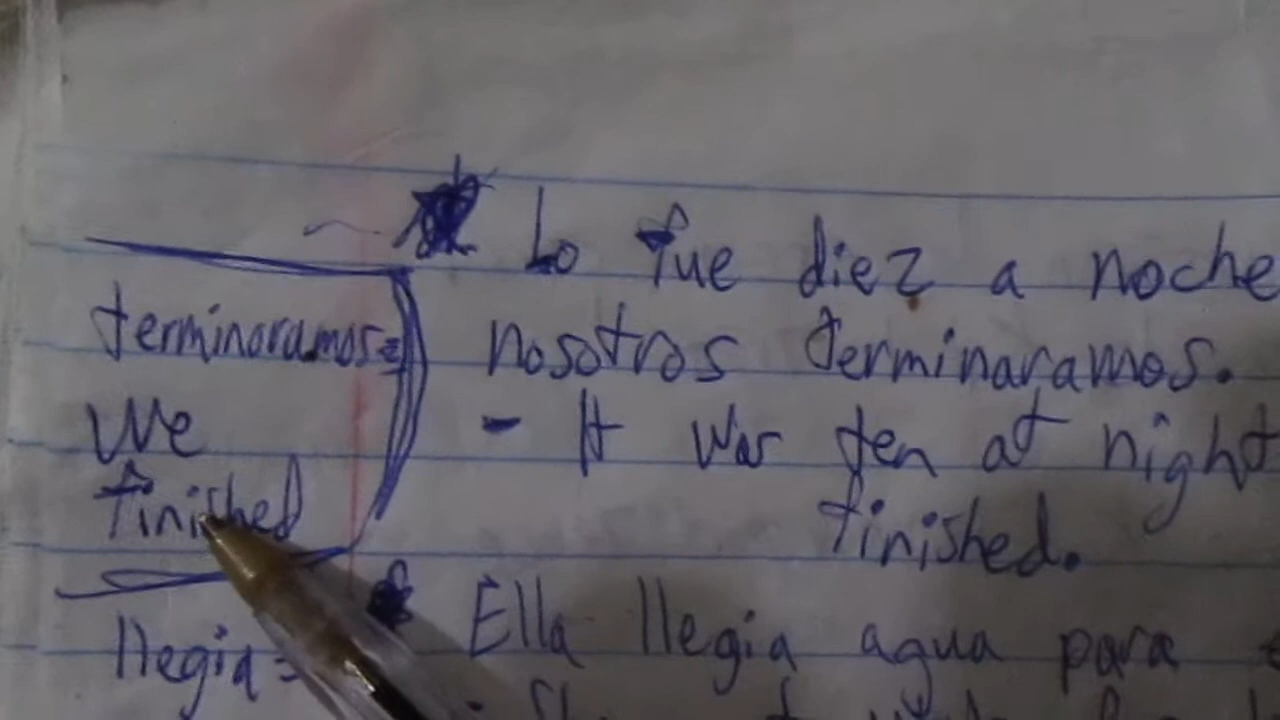 Lo fue diez a noche
terminaramos= nosotros terminaramos.
We - It was ten at night
finished finished.
llegia= Ella llegia agua para